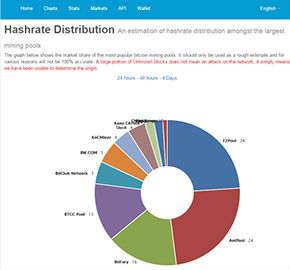 Home Charts Stats Markets API Wallet English
Hashrate Distribution An estimation of hashrate distribution amongst the largest
mining pools
The graph below shows the market share of the most popular bitcoin mining pools. It should only be used as a rough estimate and for
various reasons will not be 100% accurate. A large portion of Unknown blocks does not mean an attack on the network, it simply means
we have been unable to determine the origin.
24 hours - 48 hours - 4 Days
Kano CKPool
Slush : 4
KnCMiner : 4
BW.COM : 5
BitClub Network : 5
BTCC Pool : 13
BitFury : 16
AntPool : 24
F2Pool : 24